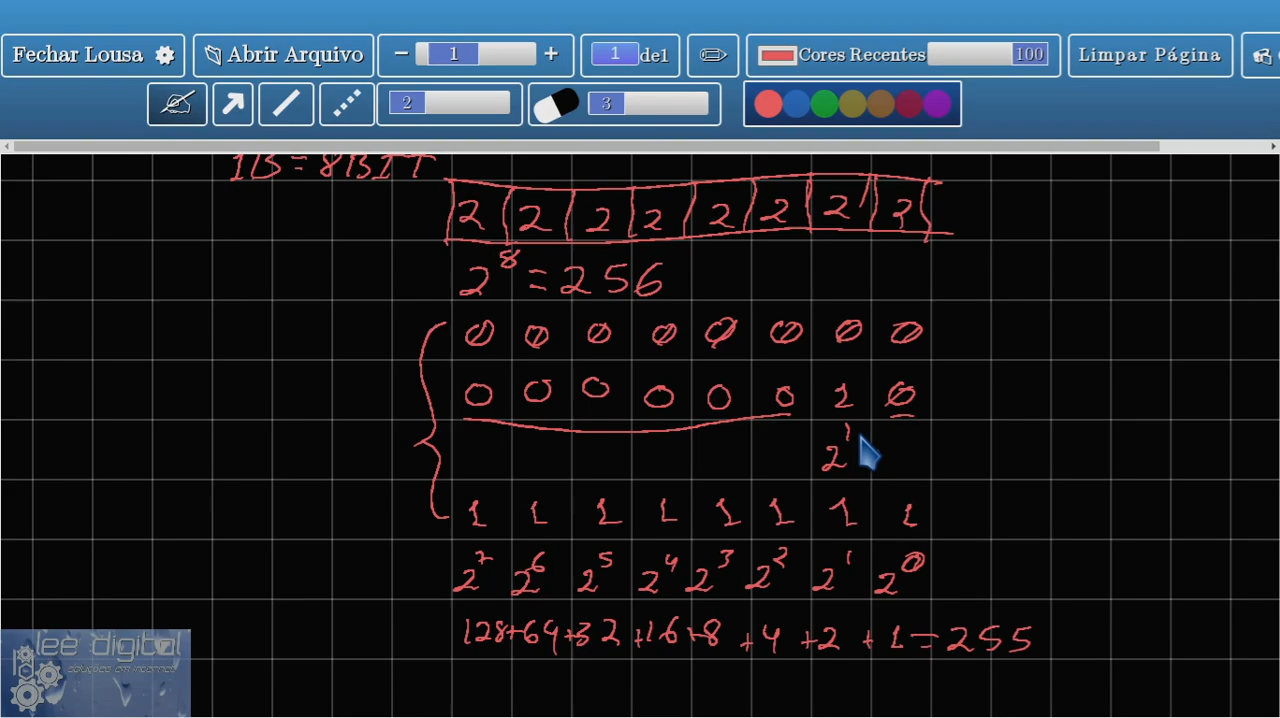 Fechar Lousa Abrir Arquivo − 1 + 1 de1 Cores Recentes 100 Limpar Página
2 3
1B=8BIT
2 2 2 2 2 2 2 2
2⁸=256
0 0 0 0 0 0 0 0
0 0 0 0 0 0 1 0
2¹
1 1 1 1 1 1 1 1
2⁷ 2⁶ 2⁵ 2⁴ 2³ 2² 2¹ 2⁰
128+64+32+16+8+4+2+1=255
lee digital
soluções em internet